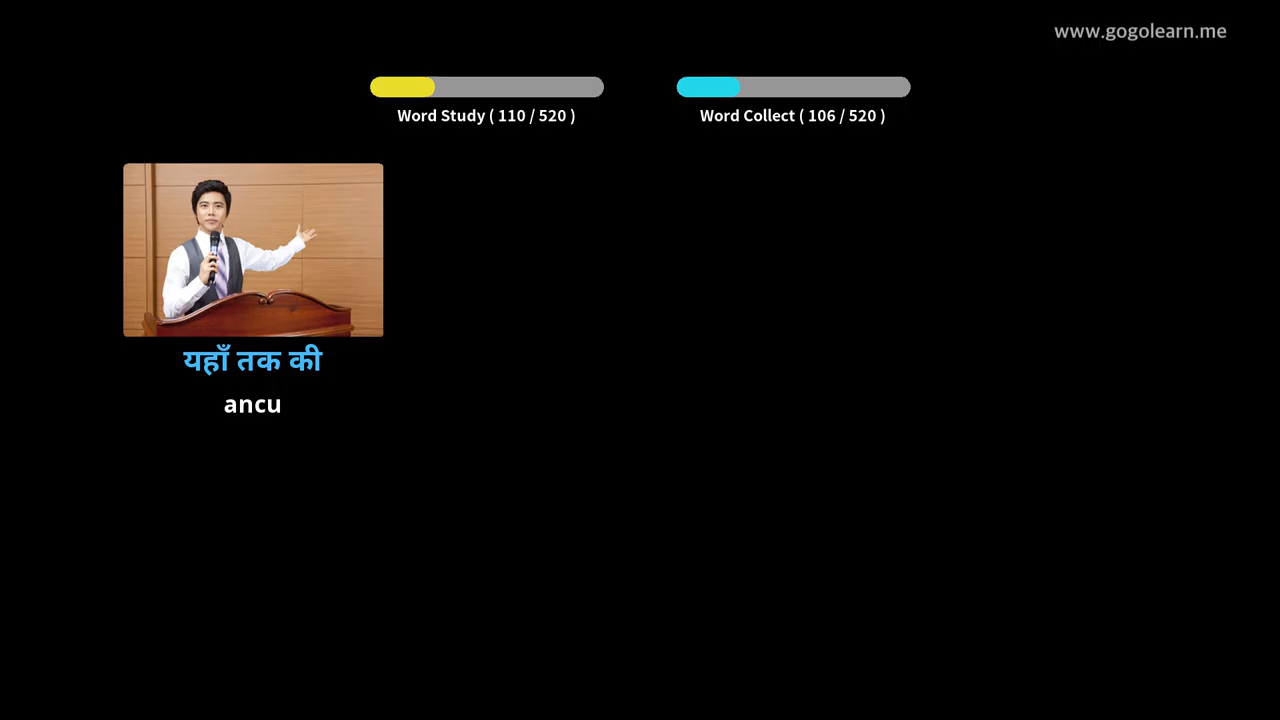 www.gogolearn.me
Word Study ( 110 / 520 )
Word Collect ( 106 / 520 )
यहाँ तक की
ancu